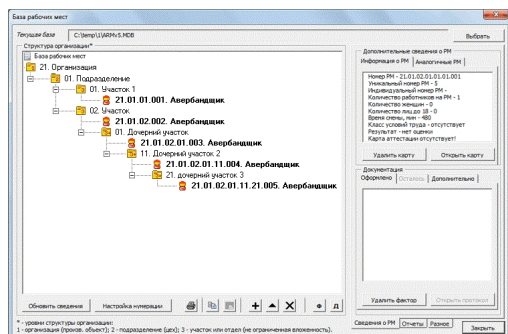 База рабочих мест
Текущая база C:\temp\1\ARMv5.MDB Выбрать
Структура организации*
База рабочих мест
21. Организация
01. Подразделение
01. Участок 1
21.01.01.001. Авербандщик
02. Участок
21.01.02.002. Авербандщик
01. Дочерний участок
21.01.02.01.003. Авербандщик
11. Дочерний участок 2
21.01.02.01.11.004. Авербандщик
21. дочерний участок 3
21.01.02.01.11.21.005. Авербандщик
Обновить сведения Настройка нумерации Ф Д
Дополнительные сведения о РМ
Информация о РМ Аналогичные РМ
Номер РМ - 21.01.02.01.01.01.001
Уникальный номер РМ - 5
Индивидуальный номер РМ -
Количество работников на РМ - 1
Количество женщин - 0
Количество лиц до 18 - 0
Время смены, мин - 480
Класс условий труда - отсутствует
Результат - нет оценки
Карта аттестации отсутствует!
Удалить карту Открыть карту
Документация
Оформлено Осталось Дополнительно
Удалить фактор Открыть протокол
Сведения о РМ Отчеты Разное
Закрыть
* - уровни структуры организации:
1 - организация (произв. объект); 2 - подразделение (цех); 3 - участок или отдел (не ограниченная вложенность).